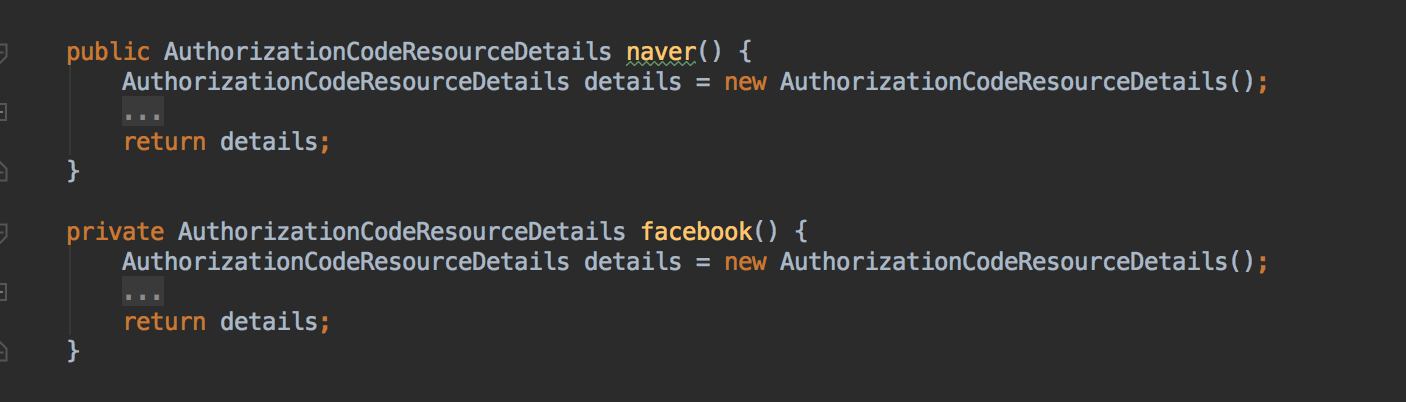 public AuthorizationCodeResourceDetails naver() {
AuthorizationCodeResourceDetails details = new AuthorizationCodeResourceDetails();
...
return details;
}
private AuthorizationCodeResourceDetails facebook() {
AuthorizationCodeResourceDetails details = new AuthorizationCodeResourceDetails();
...
return details;
}